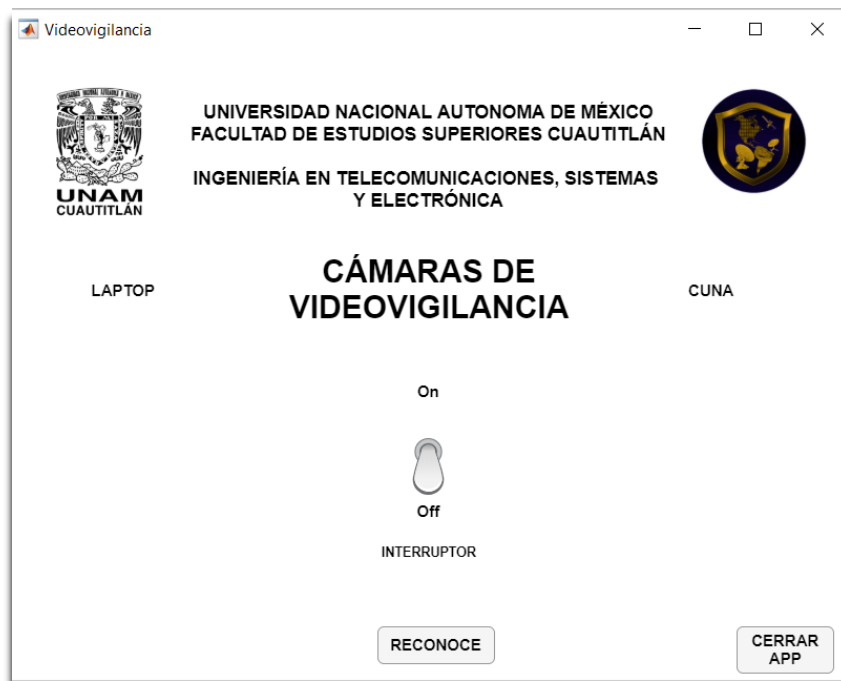 Videovigilancia
UNIVERSIDAD NACIONAL AUTONOMA DE MÉXICO
FACULTAD DE ESTUDIOS SUPERIORES CUAUTITLÁN
INGENIERÍA EN TELECOMUNICACIONES, SISTEMAS
Y ELECTRÓNICA
UNAM
CUAUTITLÁN
LAPTOP
CÁMARAS DE
VIDEOVIGILANCIA
CUNA
On
Off
INTERRUPTOR
RECONOCE
CERRAR
APP